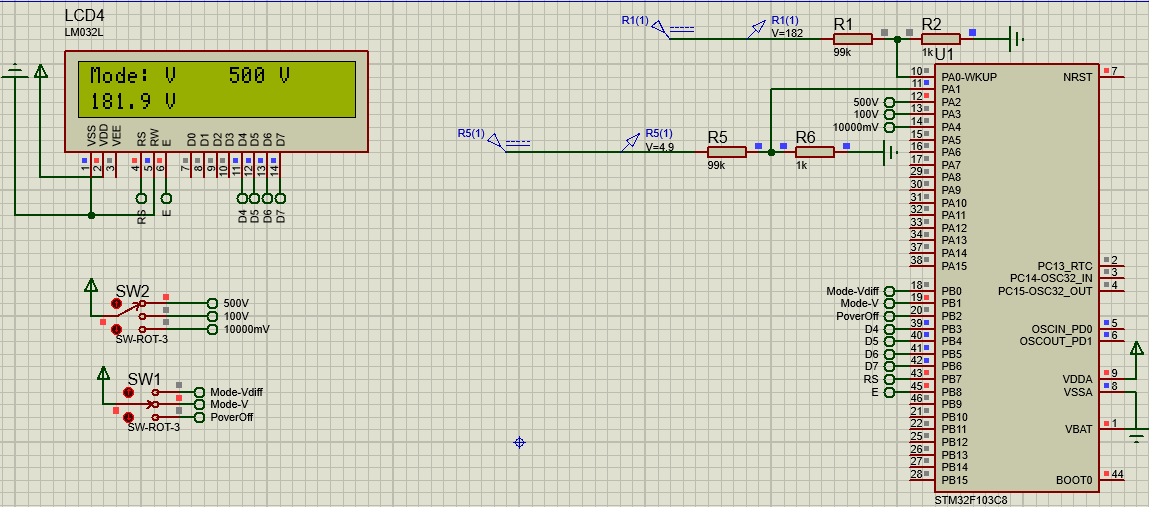 LCD4
LM032L
Mode: V 500 V
181.9 V
VSS VDD VEE RS RW E D0 D1 D2 D3 D4 D5 D6 D7
1 2 3 4 5 6 7 8 9 10 11 12 13 14
RS E D4 D5 D6 D7
R1(1)
R1(1)
V=182
R1
99k
R2
1k
R5(1)
R5(1)
V=4.9
R5
99k
R6
1k
SW2
500V
100V
10000mV
SW-ROT-3
SW1
Mode-Vdiff
Mode-V
PoverOff
SW-ROT-3
U1
10 PA0-WKUP NRST 7
11 PA1
500V 12 PA2
100V 13 PA3
10000mV 14 PA4
15 PA5
16 PA6
17 PA7
29 PA8
30 PA9
31 PA10
32 PA11
33 PA12
34 PA13
37 PA14
38 PA15
PC13_RTC 2
PC14-OSC32_IN 3
PC15-OSC32_OUT 4
Mode-Vdiff 18 PB0
Mode-V 19 PB1
PoverOff 20 PB2
D4 39 PB3
D5 40 PB4
D6 41 PB5
D7 42 PB6
RS 43 PB7
E 45 PB8
46 PB9
21 PB10
22 PB11
25 PB12
26 PB13
27 PB14
28 PB15
OSCIN_PD0 5
OSCOUT_PD1 6
VDDA 9
VSSA 8
VBAT 1
BOOT0 44
STM32F103C8